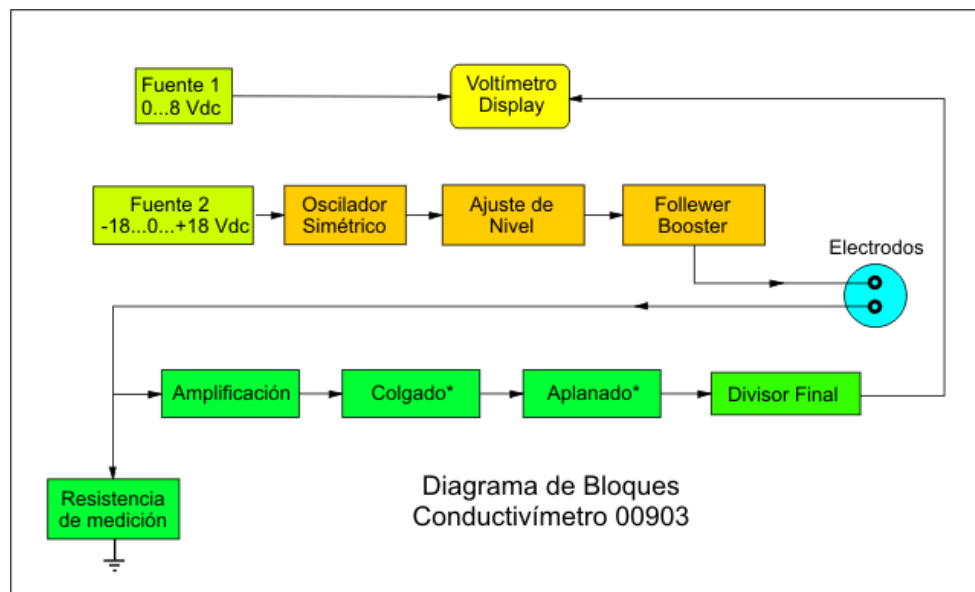 Fuente 1
0...8 Vdc
Voltímetro
Display
Fuente 2
-18...0...+18 Vdc
Oscilador
Simétrico
Ajuste de
Nivel
Follewer
Booster
Electrodos
Amplificación
Colgado*
Aplanado*
Divisor Final
Resistencia
de medición
Diagrama de Bloques
Conductivímetro 00903